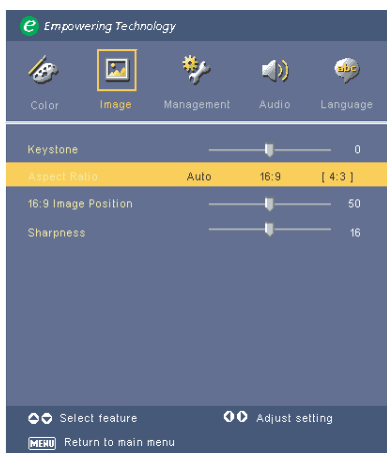 e Empowering Technology
Color Image Management Audio abc Language
Keystone 0
Aspect Ratio Auto 16:9 [ 4:3 ]
16:9 Image Position 50
Sharpness 16
Select feature Adjust setting
MENU Return to main menu